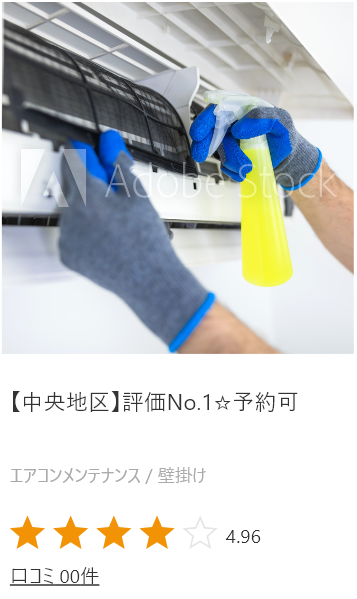 Adobe Stock
【中央地区】評価No.1☆予約可
エアコンメンテナンス / 壁掛け
4.96
口コミ 00件